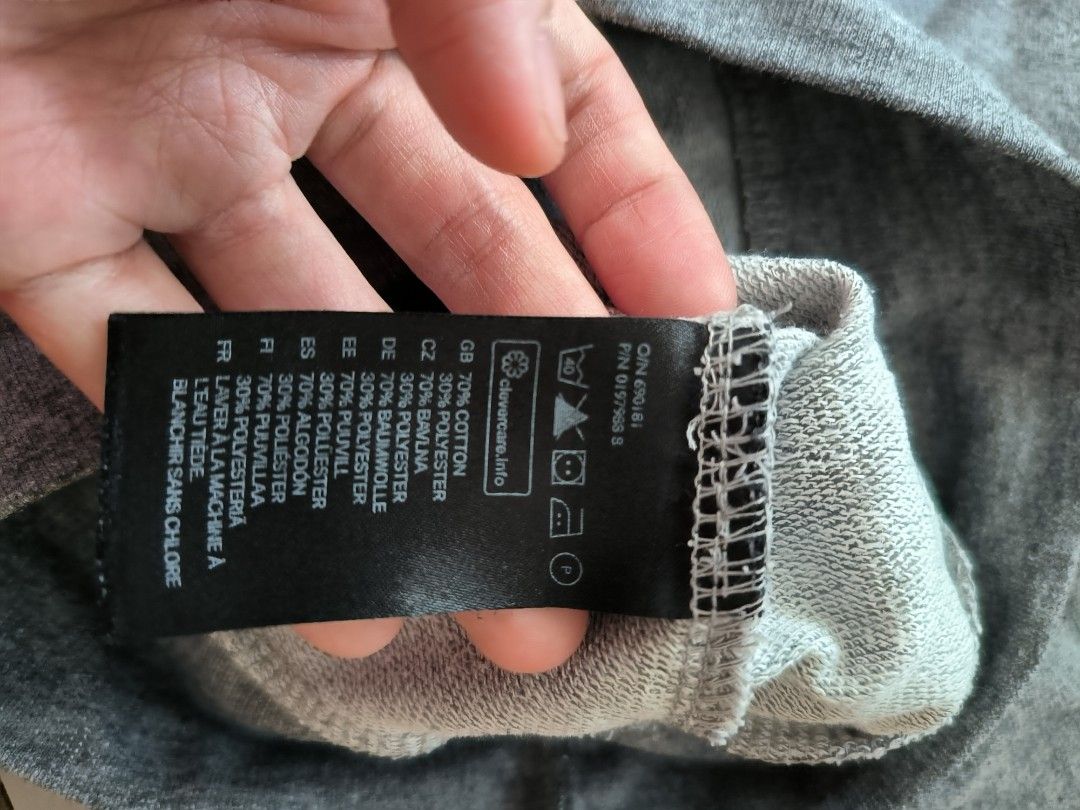 O/N 690181
P/N 01979653 8
40
P
clevercare.info
GB 70% COTTON
30% POLYESTER
CZ 70% BAVLNA
30% POLYESTER
DE 70% BAUMWOLLE
30% POLYESTER
EE 70% PUUVILL
30% POLÜESTER
ES 70% ALGODÓN
30% POLIÉSTER
FI 70% PUUVILLAA
30% POLYESTERIÄ
FR LAVER À LA MACHINE À
L'EAU TIÈDE
BLANCHIR SANS CHLORE